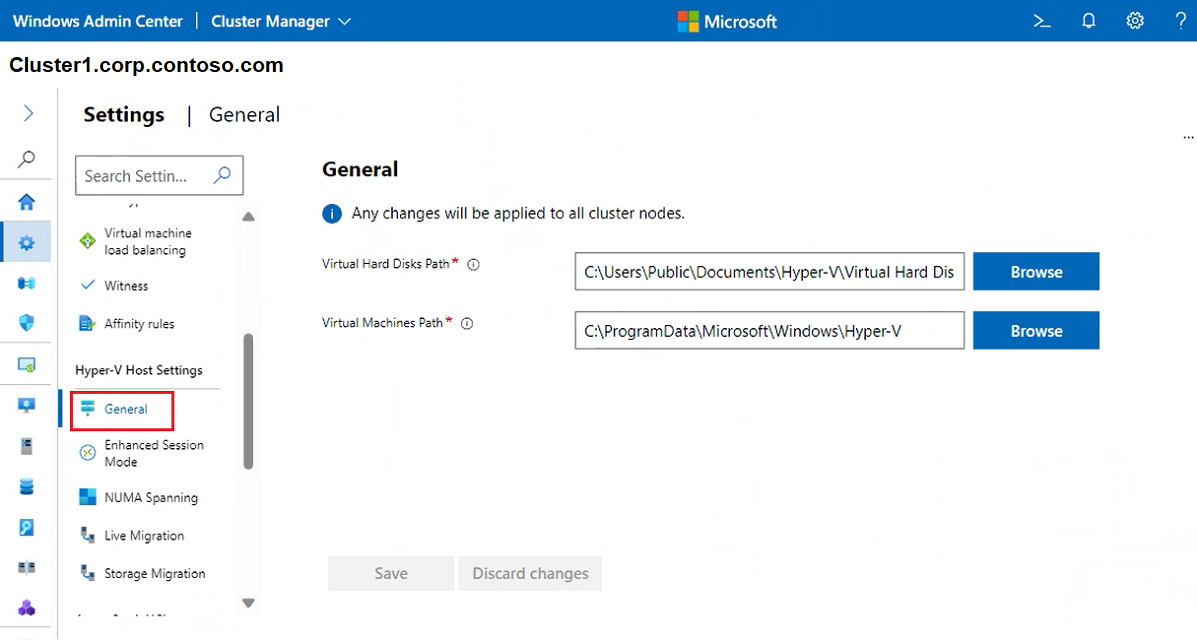 Windows Admin Center | Cluster Manager Microsoft >_ ?
Cluster1.corp.contoso.com
Settings | General
...
Search Settin...
General
Any changes will be applied to all cluster nodes.
Virtual machine
load balancing
Witness
Affinity rules
Virtual Hard Disks Path*
C:\Users\Public\Documents\Hyper-V\Virtual Hard Dis
Browse
Virtual Machines Path*
C:\ProgramData\Microsoft\Windows\Hyper-V
Browse
Hyper-V Host Settings
General
Enhanced Session
Mode
NUMA Spanning
Live Migration
Storage Migration
Save
Discard changes